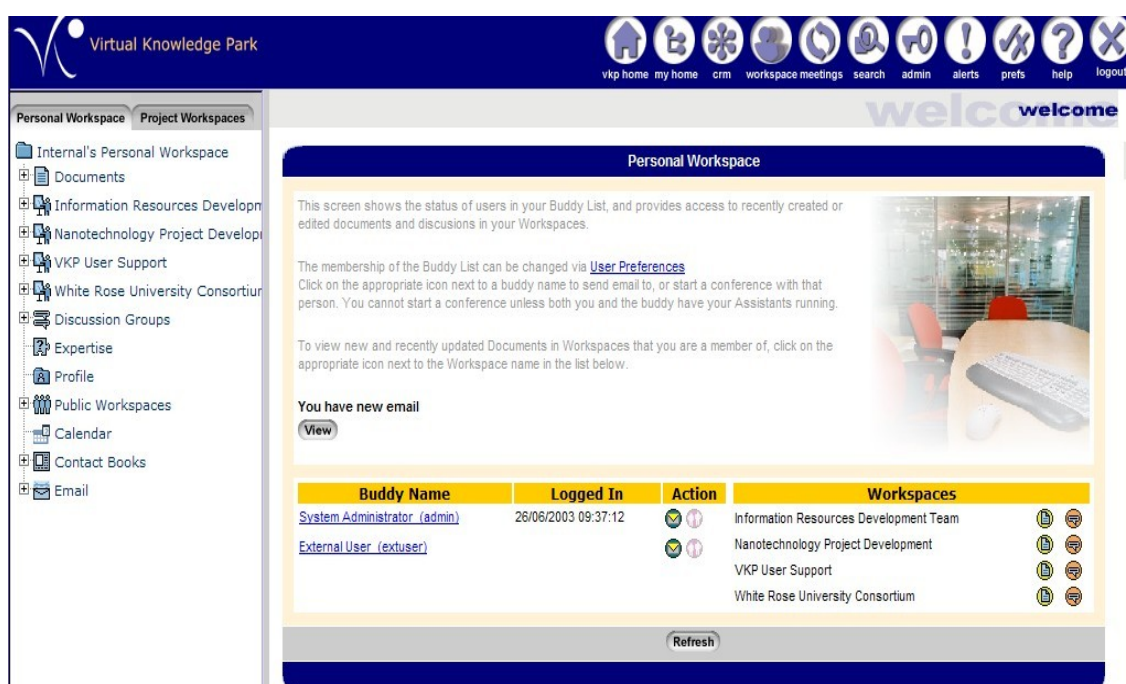 Virtual Knowledge Park
vkp home my home crm workspace meetings search admin alerts prefs help logout
welcome
welcome
Personal Workspace Project Workspaces
Internal's Personal Workspace
Documents
Information Resources Developm
Nanotechnology Project Develop
VKP User Support
White Rose University Consortiu
Discussion Groups
Expertise
Profile
Public Workspaces
Calendar
Contact Books
Email
Personal Workspace
This screen shows the status of users in your Buddy List, and provides access to recently created or
edited documents and discusions in your Workspaces.
The membership of the Buddy List can be changed via User Preferences
Click on the appropriate icon next to a buddy name to send email to, or start a conference with that
person. You cannot start a conference unless both you and the buddy have your Assistants running.
To view new and recently updated Documents in Workspaces that you are a member of, click on the
appropriate icon next to the Workspace name in the list below.
You have new email
View
Buddy Name Logged In Action Workspaces
System Administrator (admin) 26/06/2003 09:37:12
External User (extuser)
Information Resources Development Team
Nanotechnology Project Development
VKP User Support
White Rose University Consortium
Refresh